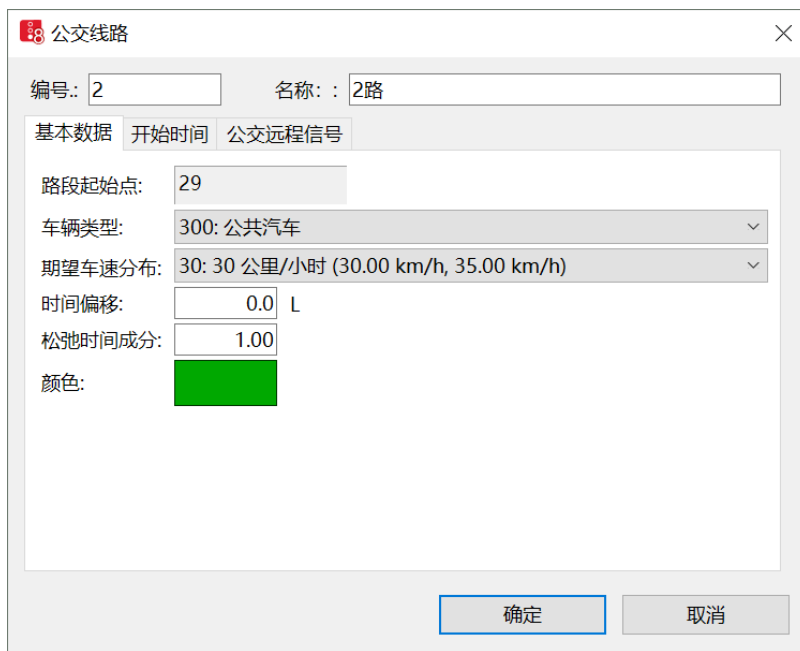 公交线路
编号.: 2 名称：: 2路
基本数据 开始时间 公交远程信号
路段起始点: 29
车辆类型: 300: 公共汽车
期望车速分布: 30: 30 公里/小时 (30.00 km/h, 35.00 km/h)
时间偏移: 0.0 L
松弛时间成分: 1.00
颜色:
确定 取消